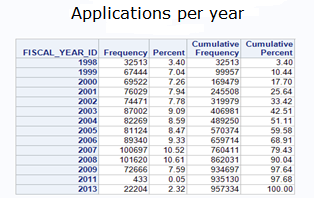 Applications per year
Cumulative Cumulative
FISCAL_YEAR_ID Frequency Percent Frequency Percent
1998 32513 3.40 32513 3.40
1999 67444 7.04 99957 10.44
2000 69522 7.26 169479 17.70
2001 76029 7.94 245508 25.64
2002 74471 7.78 319979 33.42
2003 87002 9.09 406981 42.51
2004 82269 8.59 489250 51.11
2005 81124 8.47 570374 59.58
2006 89340 9.33 659714 68.91
2007 100697 10.52 760411 79.43
2008 101620 10.61 862031 90.04
2009 72666 7.59 934697 97.64
2011 433 0.05 935130 97.68
2013 22204 2.32 957334 100.00